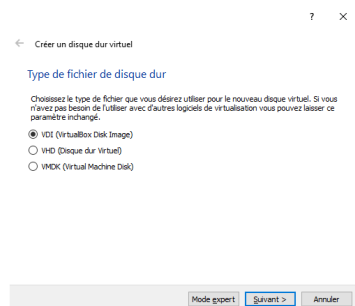 ? ×
← Créer un disque dur virtuel
Type de fichier de disque dur
Choisissez le type de fichier que vous désirez utiliser pour le nouveau disque virtuel. Si vous
n'avez pas besoin de l'utiliser avec d'autres logiciels de virtualisation vous pouvez laisser ce
paramètre inchangé.
VDI (VirtualBox Disk Image)
VHD (Disque dur Virtuel)
VMDK (Virtual Machine Disk)
Mode expert Suivant > Annuler